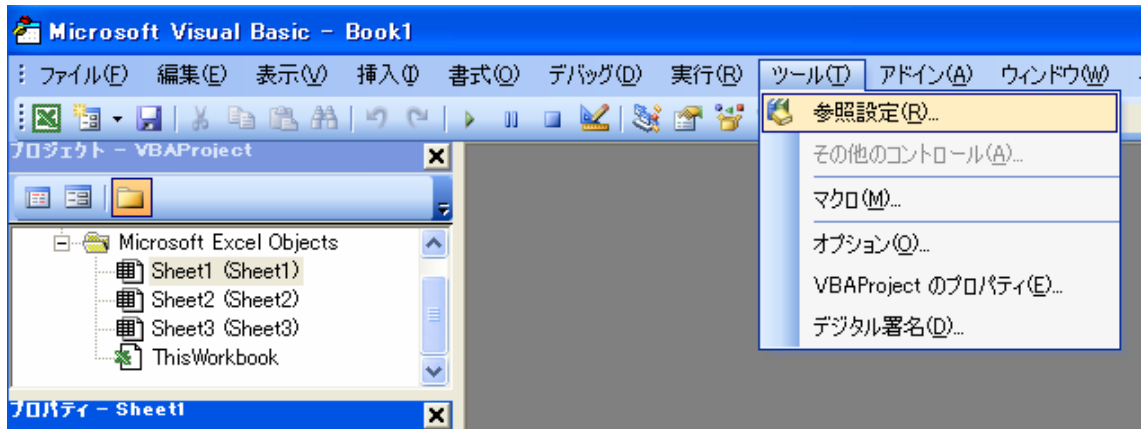 Microsoft Visual Basic - Book1
ファイル(F) 編集(E) 表示(V) 挿入(I) 書式(O) デバッグ(D) 実行(R) ツール(T) アドイン(A) ウィンドウ(W)
参照設定(R)...
プロジェクト - VBAProject
その他のコントロール(A)...
マクロ(M)...
Microsoft Excel Objects
オプション(O)...
Sheet1 (Sheet1)
VBAProject のプロパティ(E)...
Sheet2 (Sheet2)
Sheet3 (Sheet3)
デジタル署名(D)...
ThisWorkbook
プロパティ - Sheet1